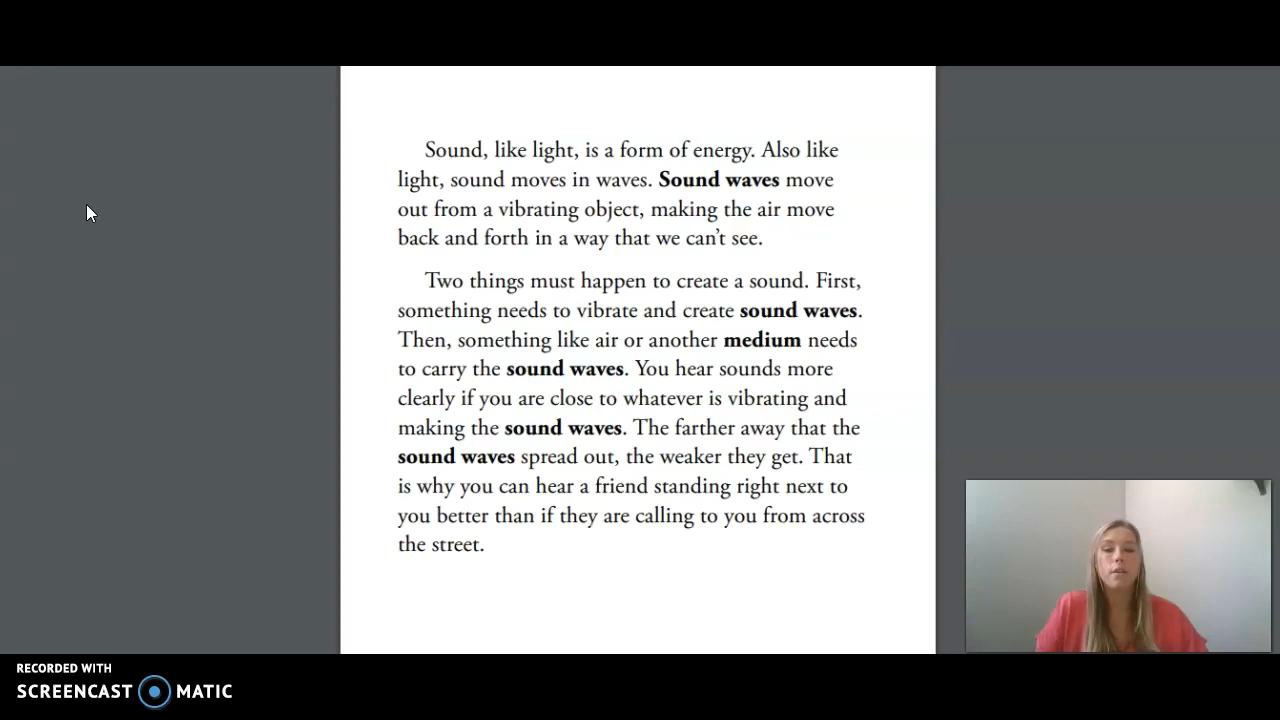 Sound, like light, is a form of energy. Also like
light, sound moves in waves. Sound waves move
out from a vibrating object, making the air move
back and forth in a way that we can't see.
Two things must happen to create a sound. First,
something needs to vibrate and create sound waves.
Then, something like air or another medium needs
to carry the sound waves. You hear sounds more
clearly if you are close to whatever is vibrating and
making the sound waves. The farther away that the
sound waves spread out, the weaker they get. That
is why you can hear a friend standing right next to
you better than if they are calling to you from across
the street.
RECORDED WITH
SCREENCAST MATIC